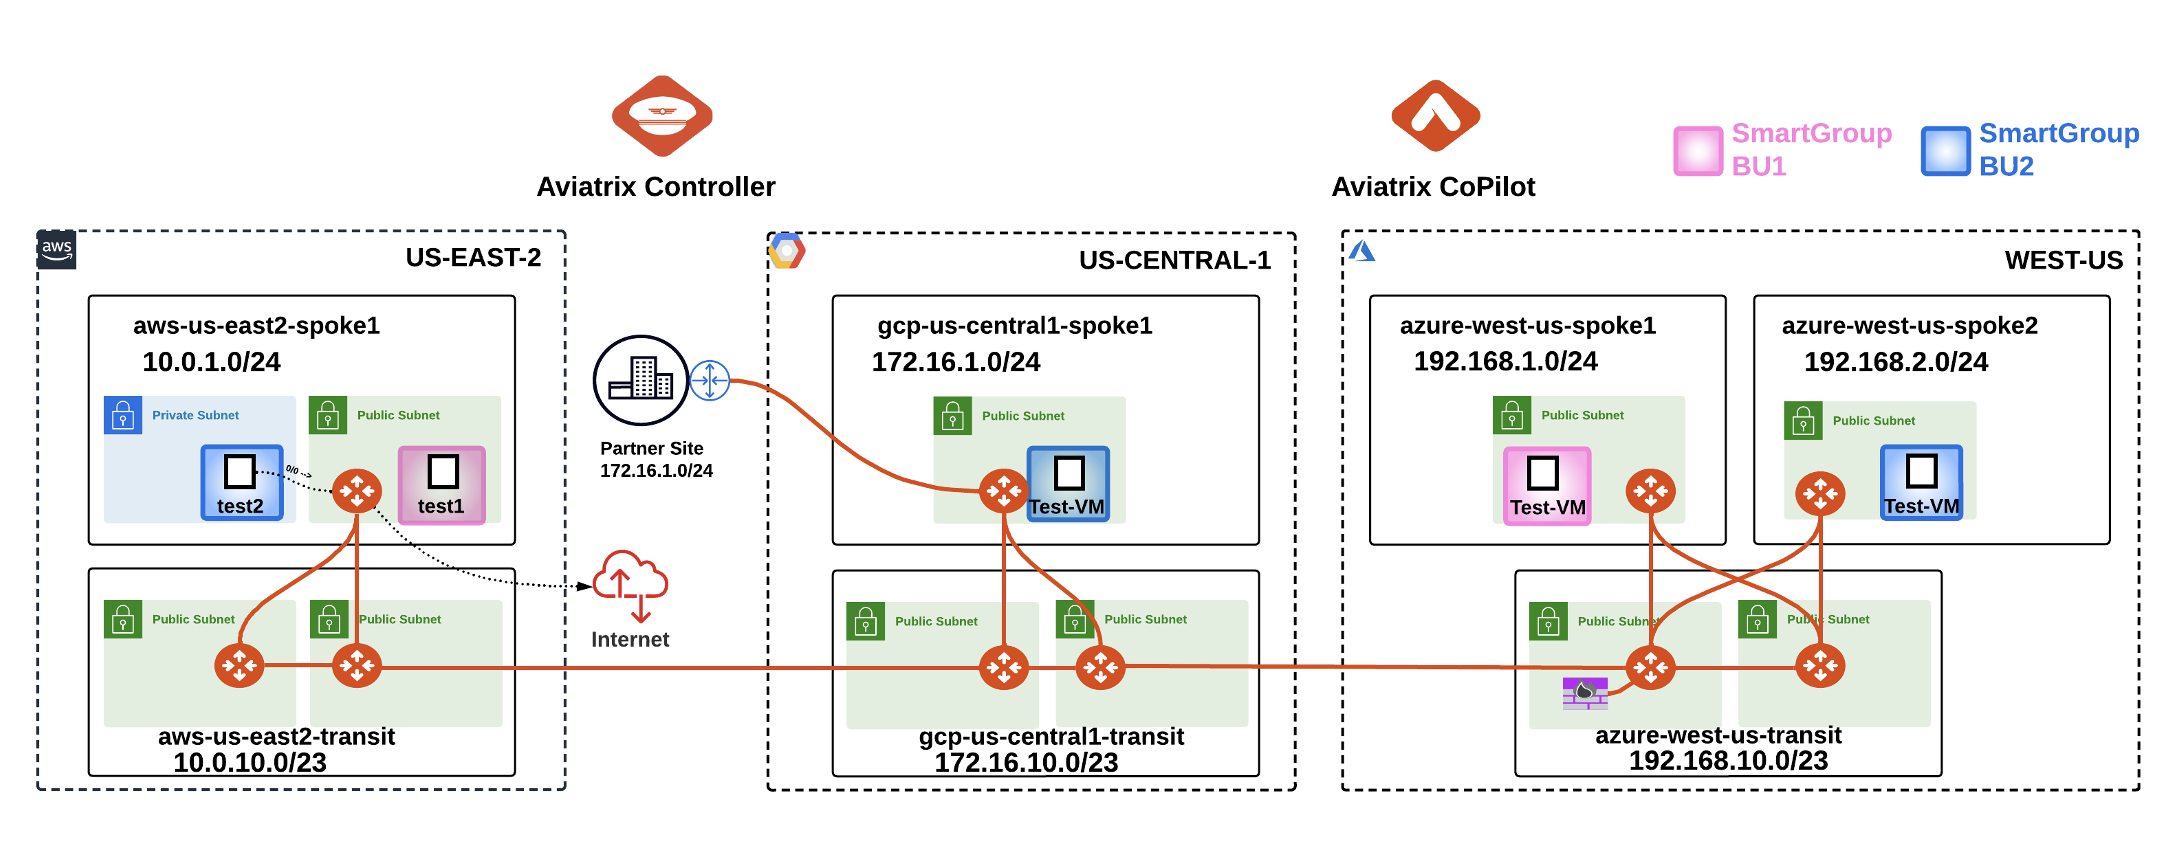 Aviatrix Controller
Aviatrix CoPilot
SmartGroup
BU1
SmartGroup
BU2
aws
US-EAST-2
aws-us-east2-spoke1
10.0.1.0/24
Private Subnet
Public Subnet
test2
0/0 -->
test1
Public Subnet
Public Subnet
aws-us-east2-transit
10.0.10.0/23
Partner Site
172.16.1.0/24
Internet
US-CENTRAL-1
gcp-us-central1-spoke1
172.16.1.0/24
Public Subnet
Test-VM
Public Subnet
Public Subnet
gcp-us-central1-transit
172.16.10.0/23
WEST-US
azure-west-us-spoke1
192.168.1.0/24
Public Subnet
Test-VM
azure-west-us-spoke2
192.168.2.0/24
Public Subnet
Test-VM
Public Subnet
Public Subnet
azure-west-us-transit
192.168.10.0/23